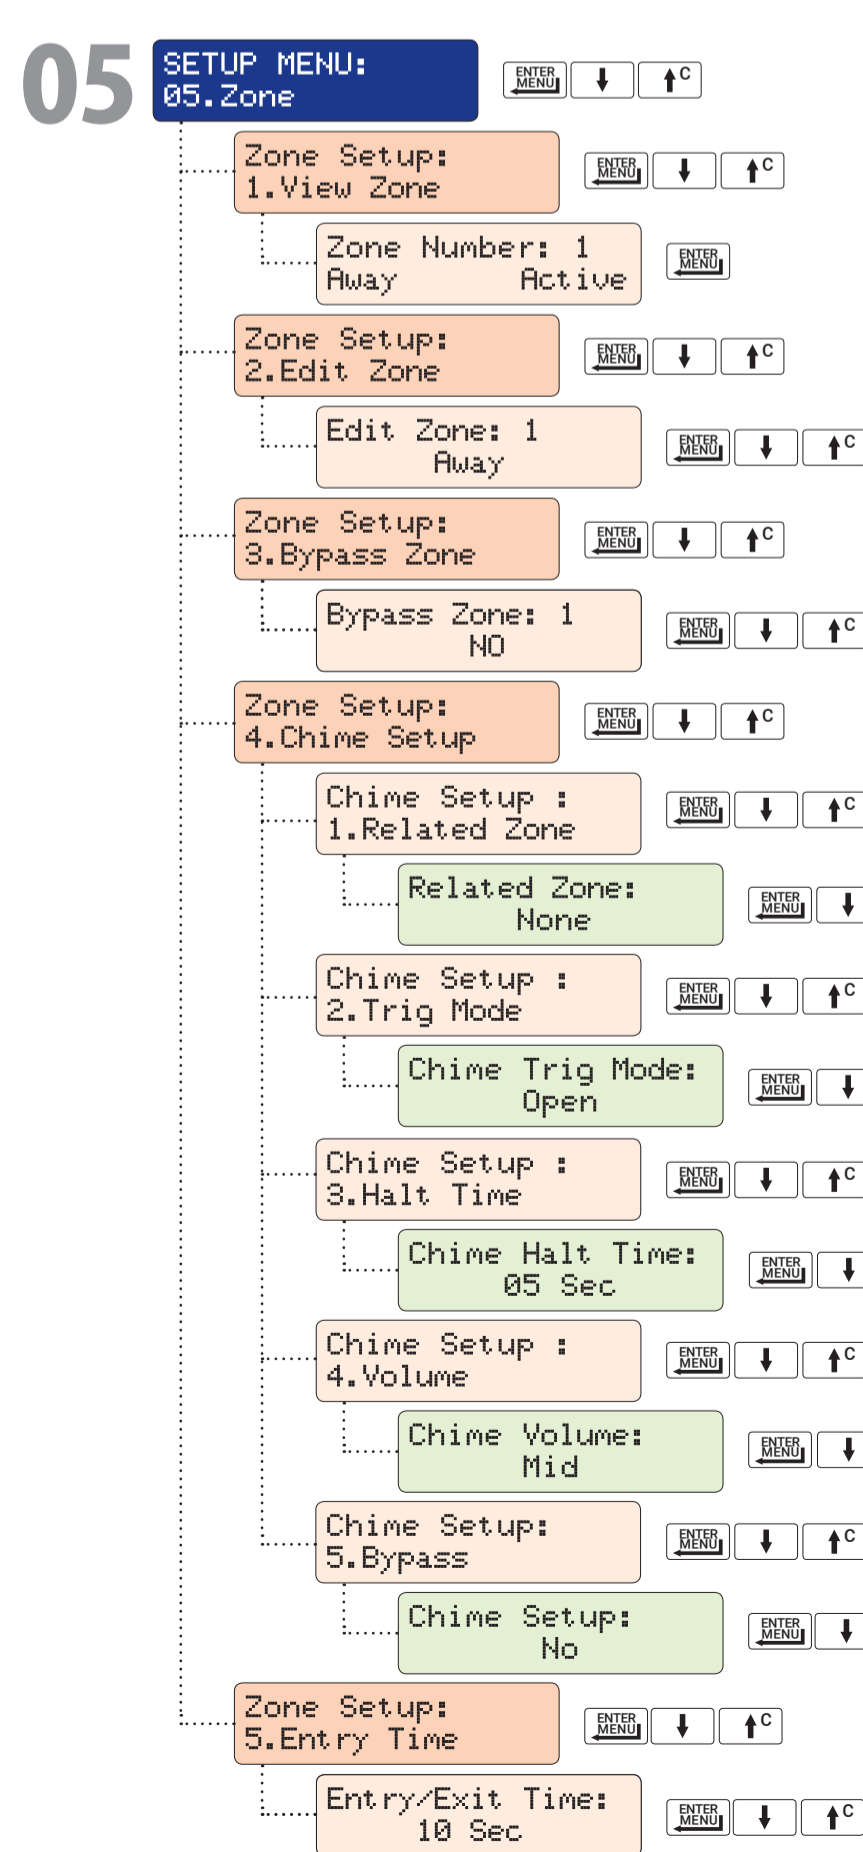 05
SETUP MENU:
05.Zone
ENTER
MENU
C
Zone Setup:
1.View Zone
ENTER
MENU
C
Zone Number: 1
Away Active
ENTER
MENU
Zone Setup:
2.Edit Zone
ENTER
MENU
C
Edit Zone: 1
Away
ENTER
MENU
C
Zone Setup:
3.Bypass Zone
ENTER
MENU
C
Bypass Zone: 1
NO
ENTER
MENU
C
Zone Setup:
4.Chime Setup
ENTER
MENU
C
Chime Setup :
1.Related Zone
ENTER
MENU
C
Related Zone:
None
ENTER
MENU
Chime Setup :
2.Trig Mode
ENTER
MENU
C
Chime Trig Mode:
Open
ENTER
MENU
Chime Setup :
3.Halt Time
ENTER
MENU
C
Chime Halt Time:
05 Sec
ENTER
MENU
Chime Setup :
4.Volume
ENTER
MENU
C
Chime Volume:
Mid
ENTER
MENU
Chime Setup:
5.Bypass
ENTER
MENU
C
Chime Setup:
No
ENTER
MENU
Zone Setup:
5.Entry Time
ENTER
MENU
C
Entry/Exit Time:
10 Sec
ENTER
MENU
C